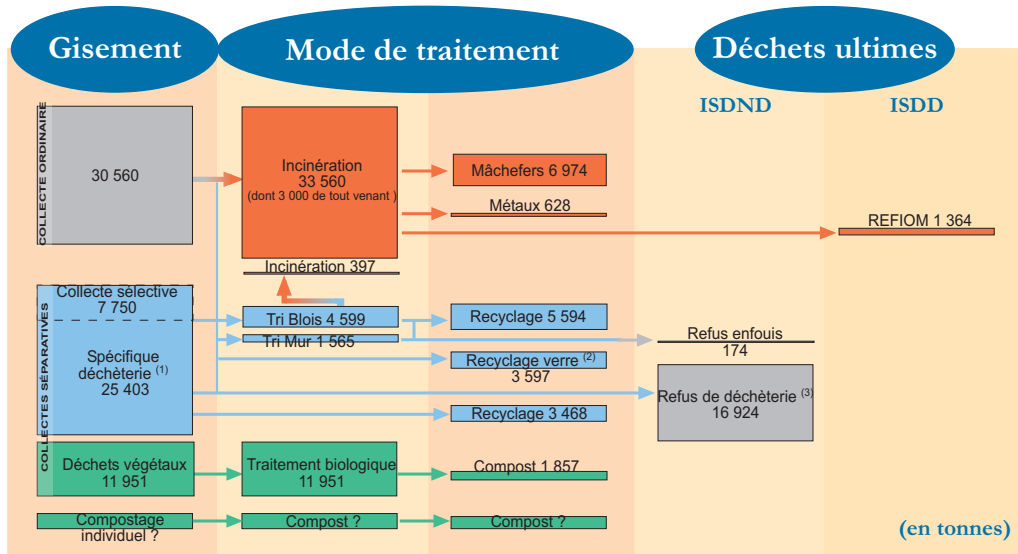 Gisement
Mode de traitement
Déchets ultimes
ISDND
ISDD
COLLECTE ORDINAIRE
30 560
Incinération
33 560
(dont 3 000 de tout venant )
Mâchefers 6 974
Métaux 628
REFIOM 1 364
Incinération 397
COLLECTES SÉPARATIVES
Collecte sélective
7 750
Tri Blois 4 599
Recyclage 5 594
Tri Mur 1 565
Refus enfouis
174
Spécifique
déchèterie (1)
25 403
Recyclage verre (2)
3 597
Refus de déchèterie (3)
16 924
Recyclage 3 468
Déchets végétaux
11 951
Traitement biologique
11 951
Compost 1 857
Compostage
individuel ?
Compost ?
Compost ?
(en tonnes)